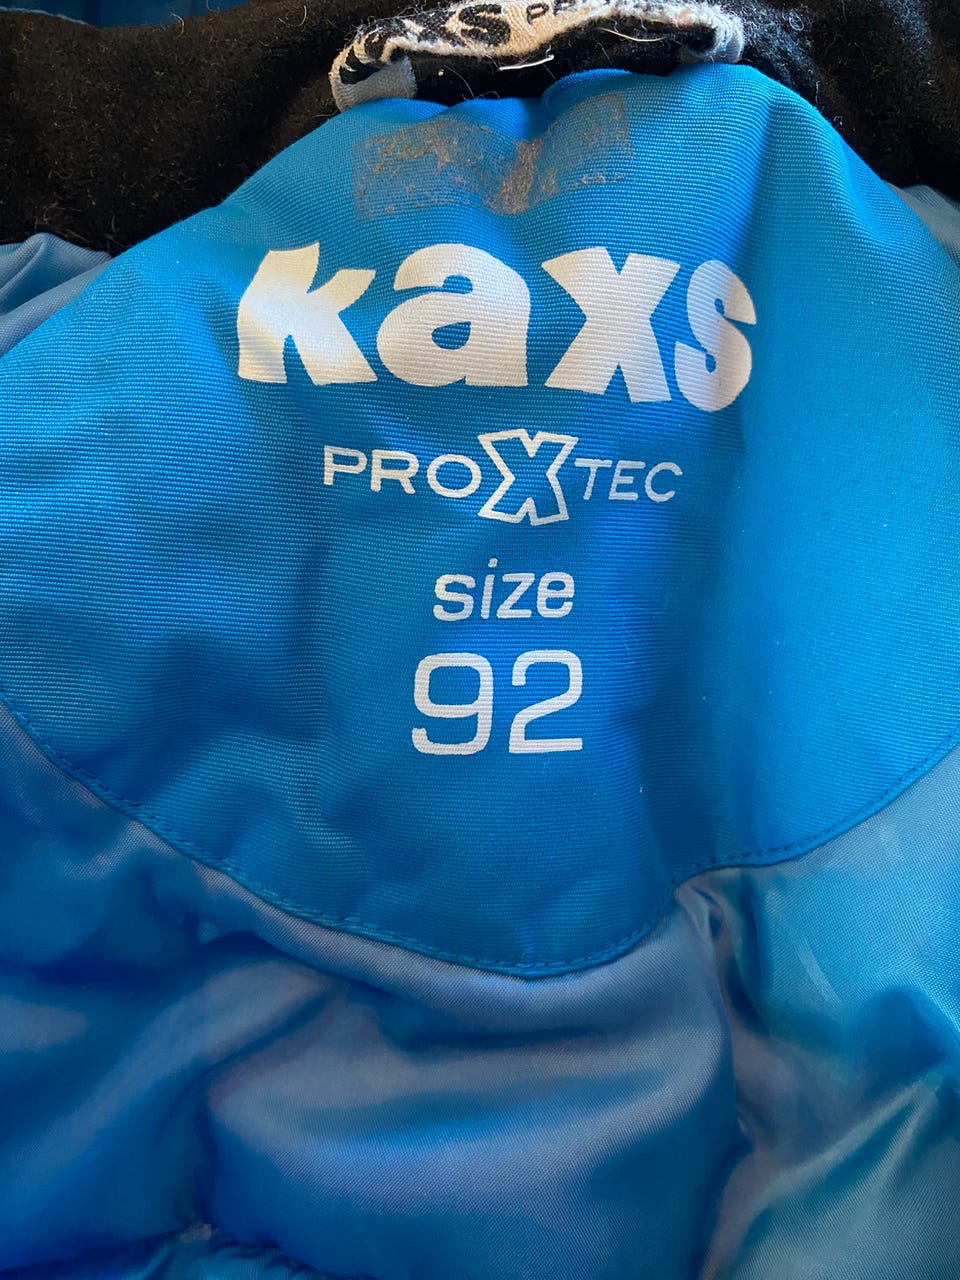 kaxs
PROXTEC
size
92